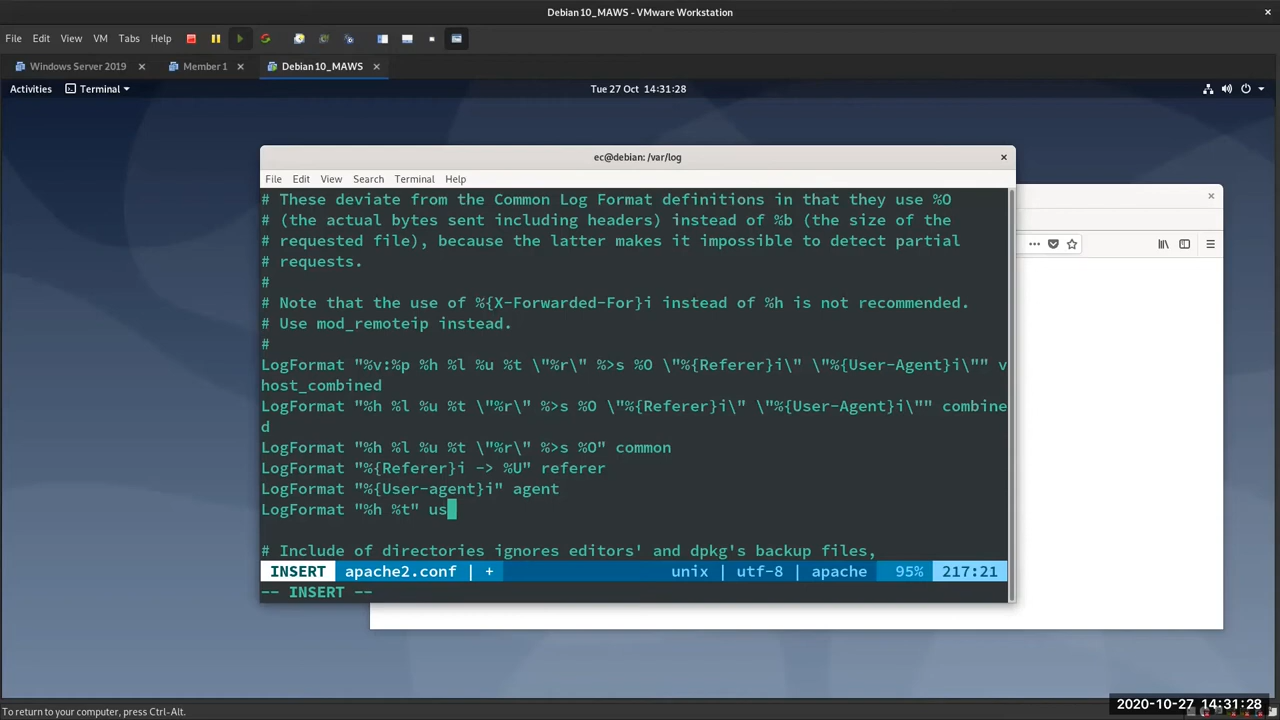 Debian 10_MAWS - VMware Workstation
×
File Edit View VM Tabs Help
Windows Server 2019 × Member 1 × Debian 10_MAWS ×
Activities Terminal Tue 27 Oct 14:31:28
ec@debian: /var/log ×
File Edit View Search Terminal Help
# These deviate from the Common Log Format definitions in that they use %O
# (the actual bytes sent including headers) instead of %b (the size of the
# requested file), because the latter makes it impossible to detect partial
# requests.
#
# Note that the use of %{X-Forwarded-For}i instead of %h is not recommended.
# Use mod_remoteip instead.
#
LogFormat "%v:%p %h %l %u %t \"%r\" %>s %O \"%{Referer}i\" \"%{User-Agent}i\"" v
host_combined
LogFormat "%h %l %u %t \"%r\" %>s %O \"%{Referer}i\" \"%{User-Agent}i\"" combine
d
LogFormat "%h %l %u %t \"%r\" %>s %O" common
LogFormat "%{Referer}i -> %U" referer
LogFormat "%{User-agent}i" agent
LogFormat "%h %t" us
# Include of directories ignores editors' and dpkg's backup files,
INSERT apache2.conf | + unix | utf-8 | apache 95% 217:21
-- INSERT --
To return to your computer, press Ctrl-Alt.
2020-10-27 14:31:28